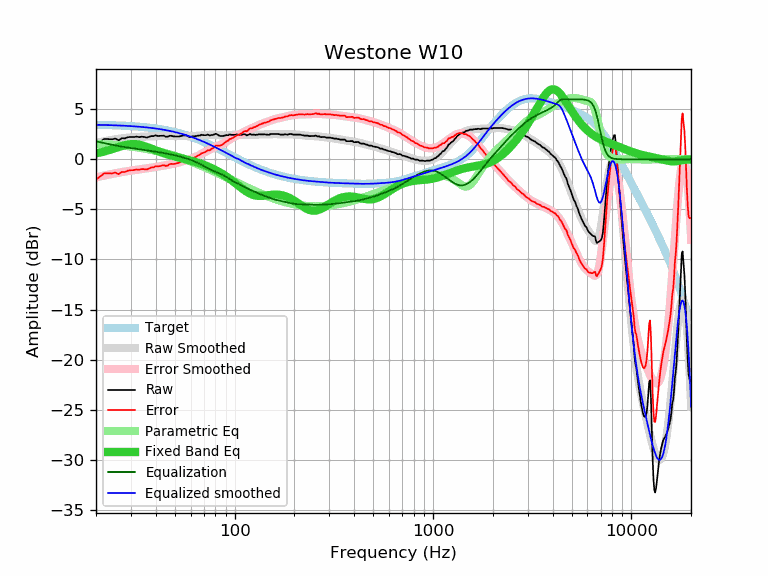 Westone W10
Amplitude (dBr)
5
0
−5
−10
−15
−20
−25
−30
−35
Target
Raw Smoothed
Error Smoothed
Raw
Error
Parametric Eq
Fixed Band Eq
Equalization
Equalized smoothed
100
1000
10000
Frequency (Hz)